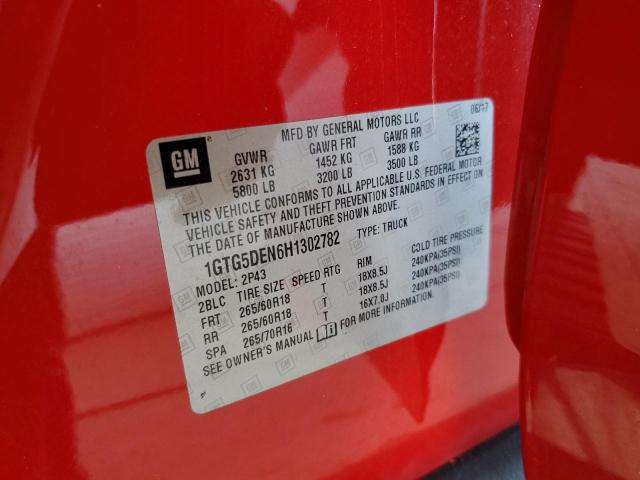 GM
MFD BY GENERAL MOTORS LLC 06/17
GVWR GAWR FRT GAWR RR
2631 KG 1452 KG 1588 KG
5800 LB 3200 LB 3500 LB
THIS VEHICLE CONFORMS TO ALL APPLICABLE U.S. FEDERAL MOTOR
VEHICLE SAFETY AND THEFT PREVENTION STANDARDS IN EFFECT ON
THE DATE OF MANUFACTURE SHOWN ABOVE.
1GTG5DEN6H1302782 TYPE: TRUCK
MODEL: 2P43
2BLC TIRE SIZE SPEED RTG RIM COLD TIRE PRESSURE
FRT 265/60R18 T 18X8.5J 240KPA(35PSI)
RR 265/60R18 T 18X8.5J 240KPA(35PSI)
SPA 265/70R16 T 16X7.0J 240KPA(35PSI)
SEE OWNER'S MANUAL FOR MORE INFORMATION.